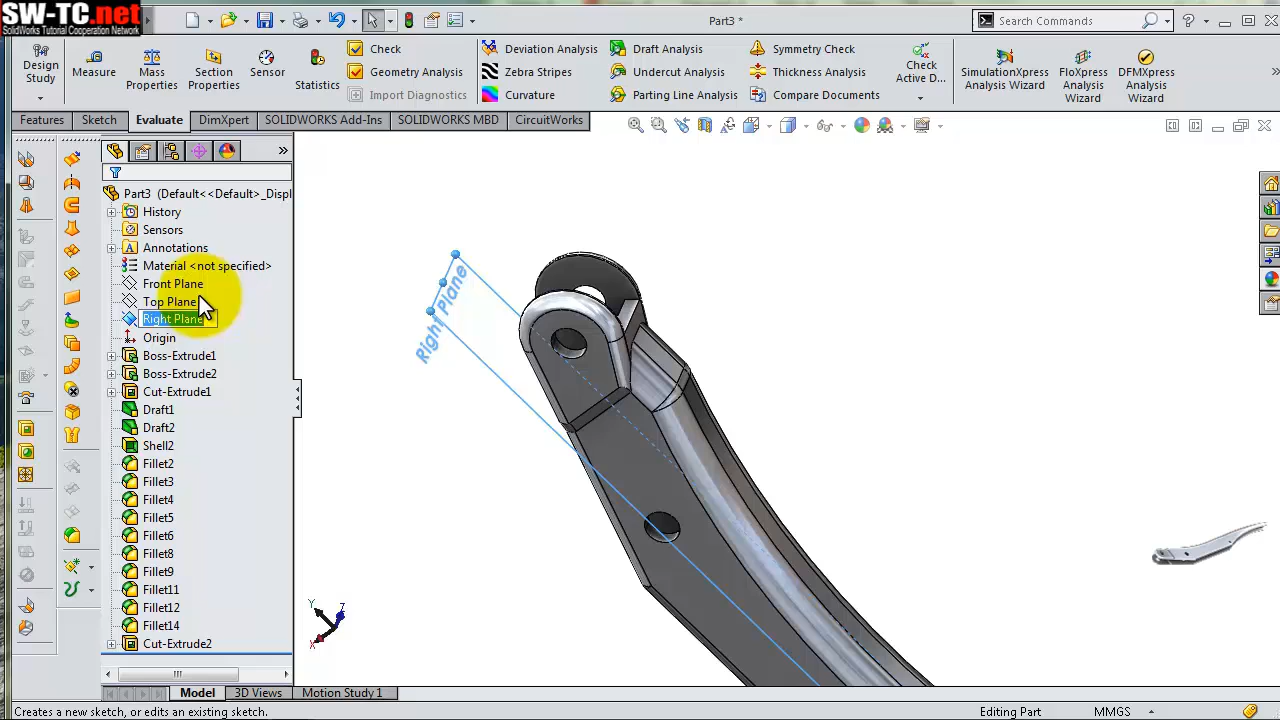 SW-TC.net
SolidWorks Tutorial Cooperation Network
Part3 *
Search Commands
Design Study
Measure
Mass Properties
Section Properties
Sensor
Statistics
Check
Geometry Analysis
Import Diagnostics
Deviation Analysis
Zebra Stripes
Curvature
Draft Analysis
Undercut Analysis
Parting Line Analysis
Symmetry Check
Thickness Analysis
Compare Documents
Check Active D...
SimulationXpress Analysis Wizard
FloXpress Analysis Wizard
DFMXpress Analysis Wizard
Features
Sketch
Evaluate
DimXpert
SOLIDWORKS Add-Ins
SOLIDWORKS MBD
CircuitWorks
Part3 (Default<<Default>_Displ
History
Sensors
Annotations
Material <not specified>
Front Plane
Top Plane
Right Plane
Origin
Boss-Extrude1
Boss-Extrude2
Cut-Extrude1
Draft1
Draft2
Shell2
Fillet2
Fillet3
Fillet4
Fillet5
Fillet6
Fillet8
Fillet9
Fillet11
Fillet12
Fillet14
Cut-Extrude2
Right Plane
Y
Z
X
Model
3D Views
Motion Study 1
Creates a new sketch, or edits an existing sketch.
Editing Part
MMGS